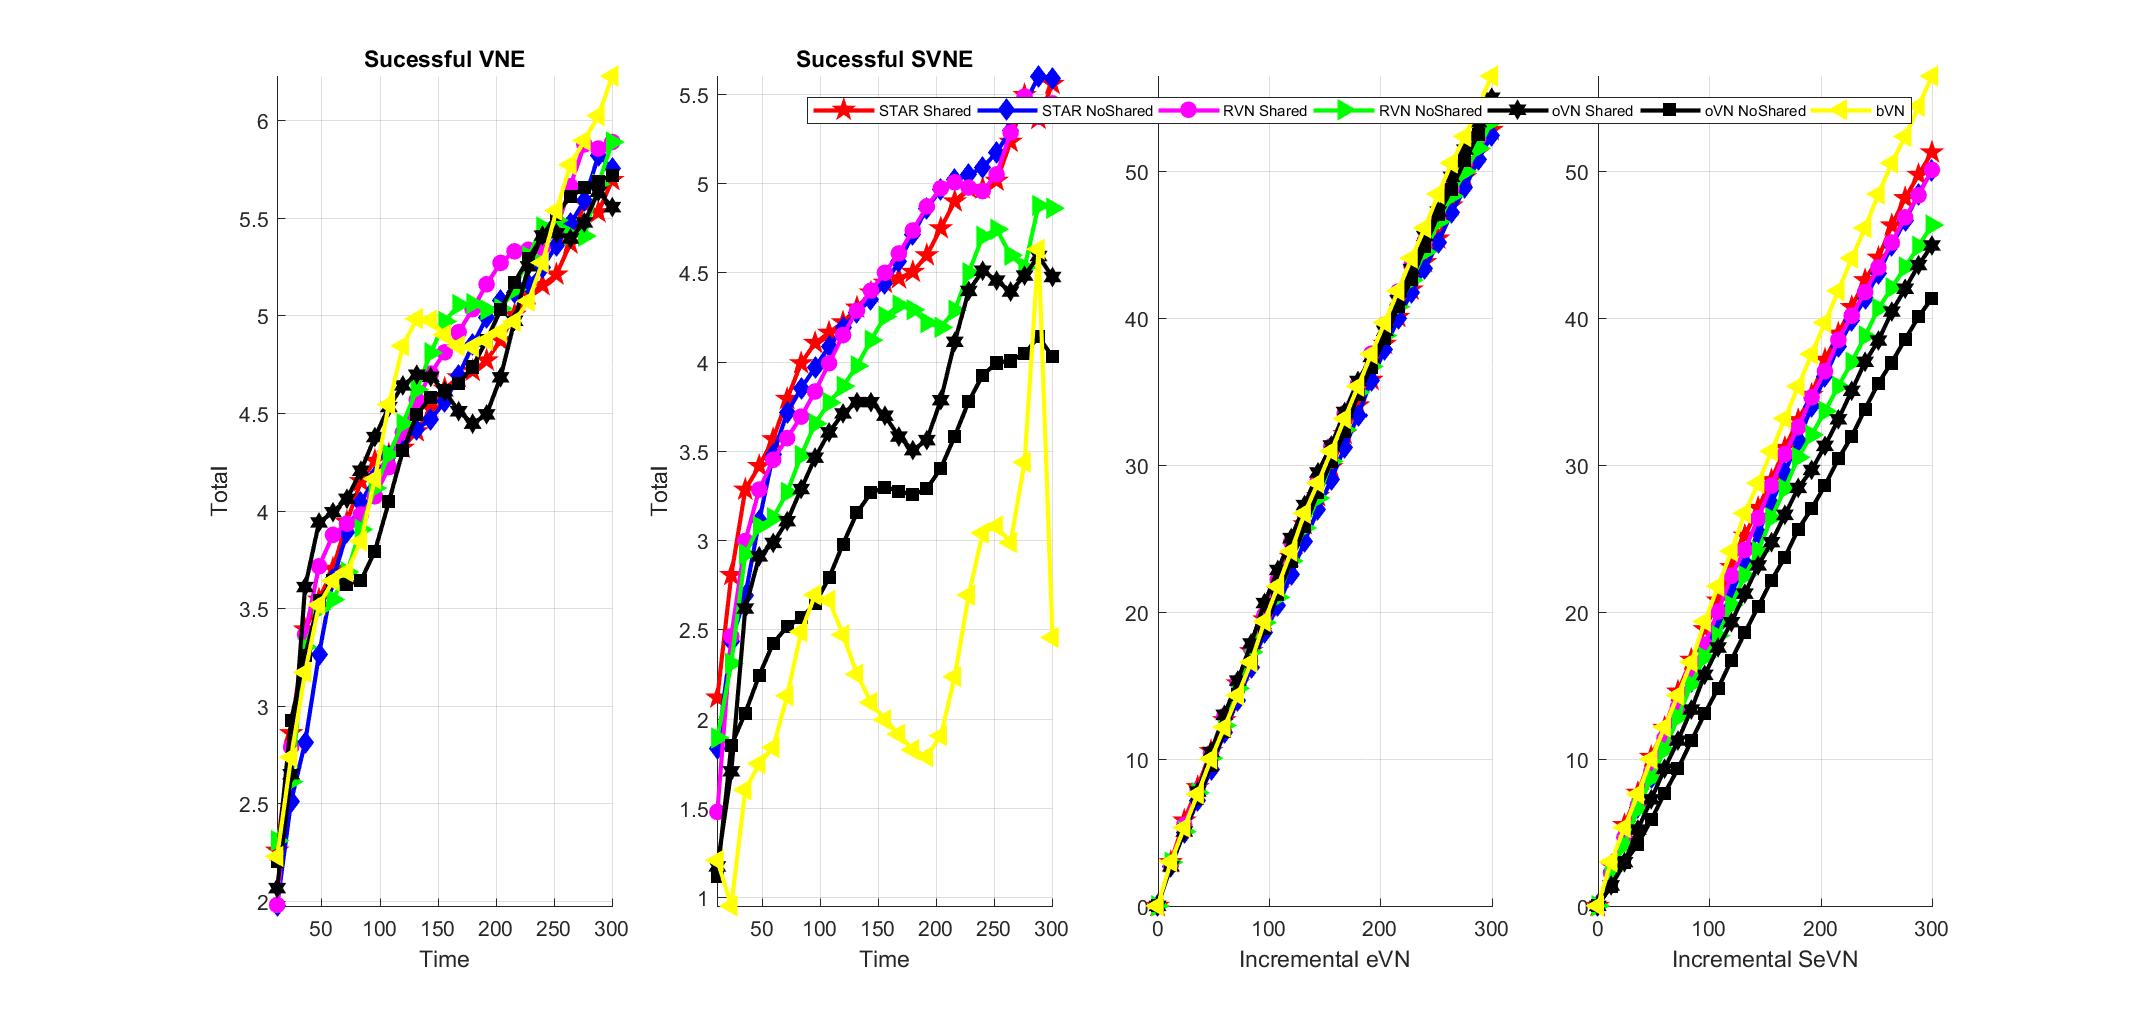 Sucessful VNE
Sucessful SVNE
STAR Shared STAR NoShared RVN Shared RVN NoShared oVN Shared oVN NoShared bVN
6
5.5
5
4.5
4
3.5
3
2.5
2
Total
50 100 150 200 250 300
Time
5.5
5
4.5
4
3.5
3
2.5
2
1.5
1
Total
50 100 150 200 250 300
Time
50
40
30
20
10
0
0 100 200 300
Incremental eVN
50
40
30
20
10
0
0 100 200 300
Incremental SeVN